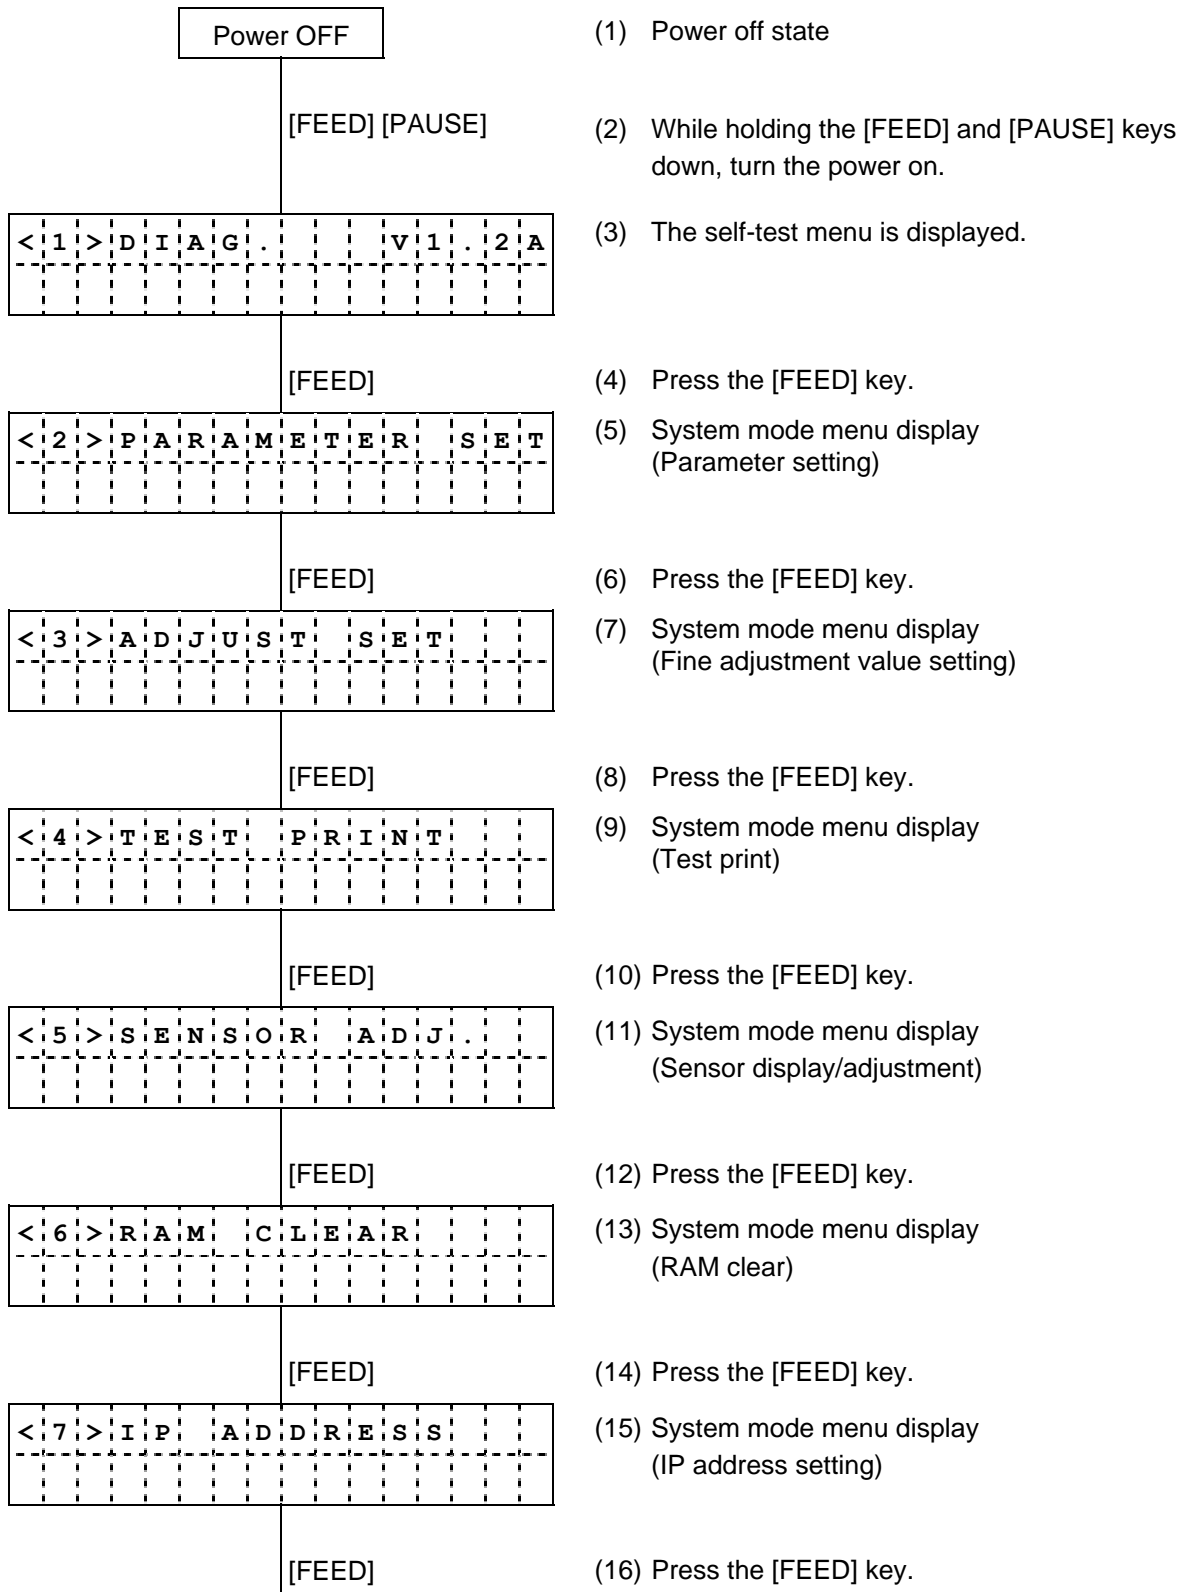 Power OFF
(1) Power off state
[FEED] [PAUSE]
(2) While holding the [FEED] and [PAUSE] keys
down, turn the power on.
<1>DIAG.   V1.2A
(3) The self-test menu is displayed.
[FEED]
(4) Press the [FEED] key.
<2>PARAMETER SET
(5) System mode menu display
(Parameter setting)
[FEED]
(6) Press the [FEED] key.
<3>ADJUST SET
(7) System mode menu display
(Fine adjustment value setting)
[FEED]
(8) Press the [FEED] key.
<4>TEST PRINT
(9) System mode menu display
(Test print)
[FEED]
(10) Press the [FEED] key.
<5>SENSOR ADJ.
(11) System mode menu display
(Sensor display/adjustment)
[FEED]
(12) Press the [FEED] key.
<6>RAM CLEAR
(13) System mode menu display
(RAM clear)
[FEED]
(14) Press the [FEED] key.
<7>IP ADDRESS
(15) System mode menu display
(IP address setting)
[FEED]
(16) Press the [FEED] key.